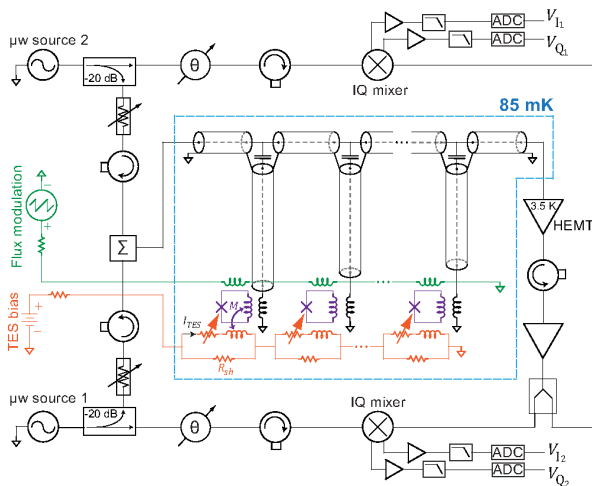 μw source 2
-20 dB
θ
IQ mixer
ADC
V_I₁
ADC
V_Q₁
85 mK
Flux modulation
-
+
Σ
3.5 K
HEMT
TES bias
+
-
M
I_TES
R_sh
μw source 1
-20 dB
θ
IQ mixer
ADC
V_I₂
ADC
V_Q₂